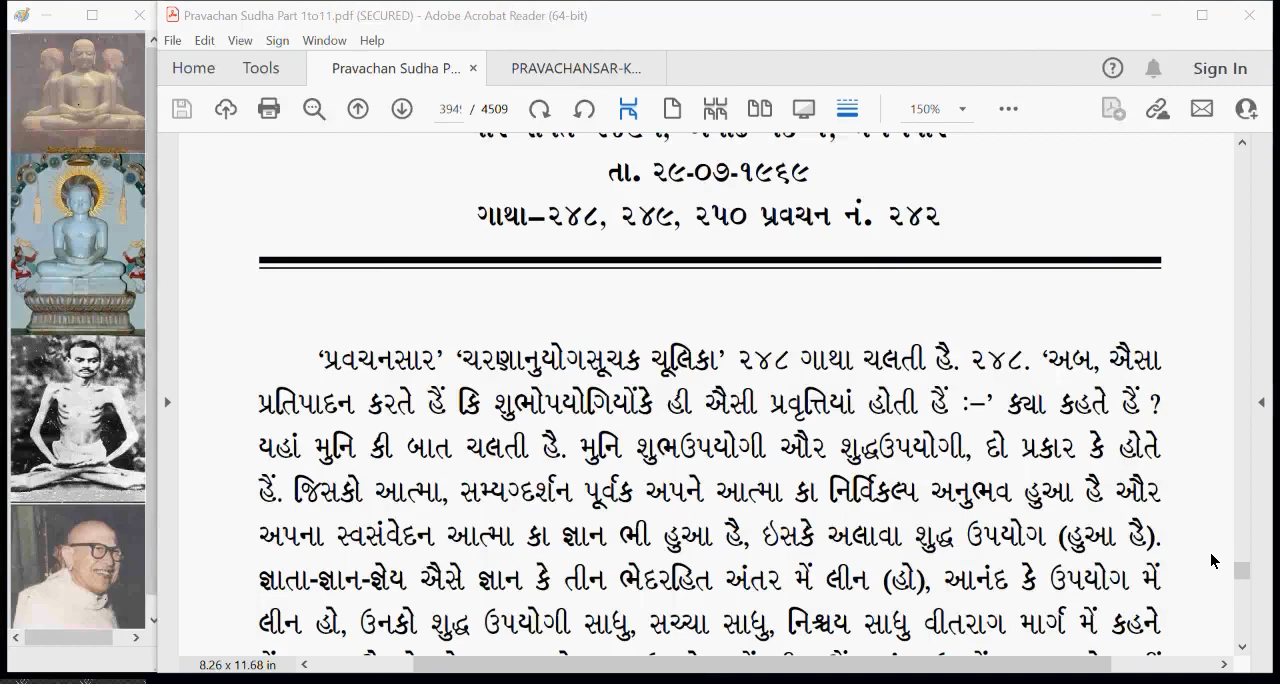 Pravachan Sudha Part 1to11.pdf (SECURED) - Adobe Acrobat Reader (64-bit)
File Edit View Sign Window Help
Home Tools Pravachan Sudha P... × PRAVACHANSAR-K... Sign In
394 / 4509 150%
તા. ૨૯-૦૭-૧૯૬૯
ગાથા–૨૪૮, ૨૪૯, ૨૫૦ પ્રવચન નં. ૨૪૨
‘પ્રવચનસાર’ ‘ચરણાનુયોગસૂચક ચૂલિકા’ ૨૪૮ ગાથા ચલતી હૈ. ૨૪૮. ‘અબ, ઐસા
પ્રતિપાદન કરતે હૈં કિ શુભોપયોગિયોંકે હી ઐસી પ્રવૃત્તિયાં હોતી હૈં :–’ ક્યા કહતે હૈં ?
યહાં મુનિ કી બાત ચલતી હૈ. મુનિ શુભઉપયોગી ઔર શુદ્ધઉપયોગી, દો પ્રકાર કે હોતે
હૈં. જિસકો આત્મા, સમ્યગ્દર્શન પૂર્વક અપને આત્મા કા નિર્વિકલ્પ અનુભવ હુઆ હૈ ઔર
અપના સ્વસંવેદન આત્મા કા જ્ઞાન ભી હુઆ હૈ, ઇસકે અલાવા શુદ્ધ ઉપયોગ (હુઆ હૈ).
જ્ઞાતા-જ્ઞાન-જ્ઞેય ઐસે જ્ઞાન કે તીન ભેદરહિત અંતર મેં લીન (હો), આનંદ કે ઉપયોગ મેં
લીન હો, ઉનકો શુદ્ધ ઉપયોગી સાધુ, સચ્ચા સાધુ, નિશ્ચય સાધુ વીતરાગ માર્ગ મેં કહને
8.26 x 11.68 in